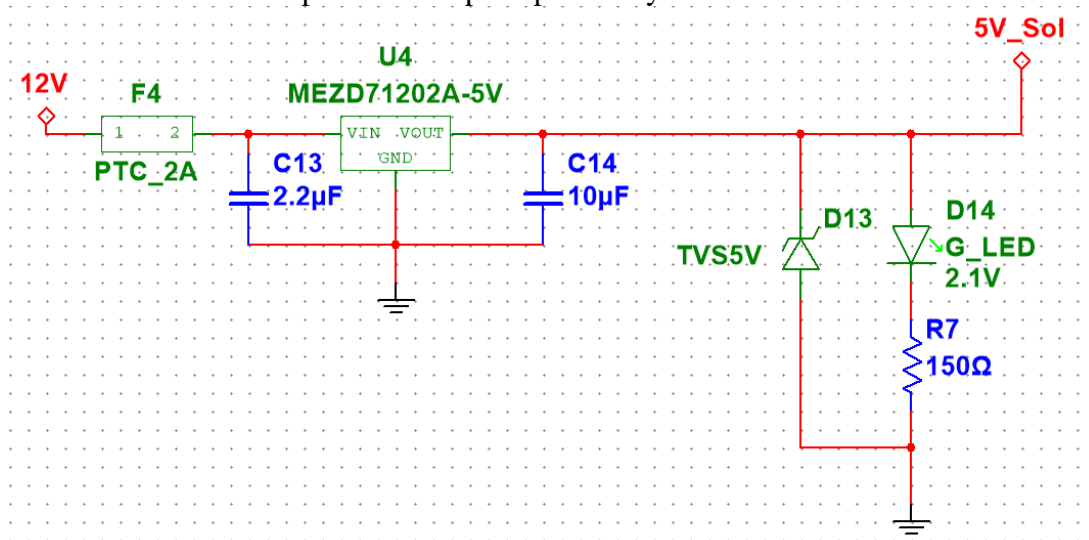 5V_Sol
U4
12V
F4
MEZD71202A-5V
1 2
VIN VOUT
GND
PTC_2A
C13
2.2µF
C14
10µF
D13
TVS5V
D14
G_LED
2.1V
R7
150Ω